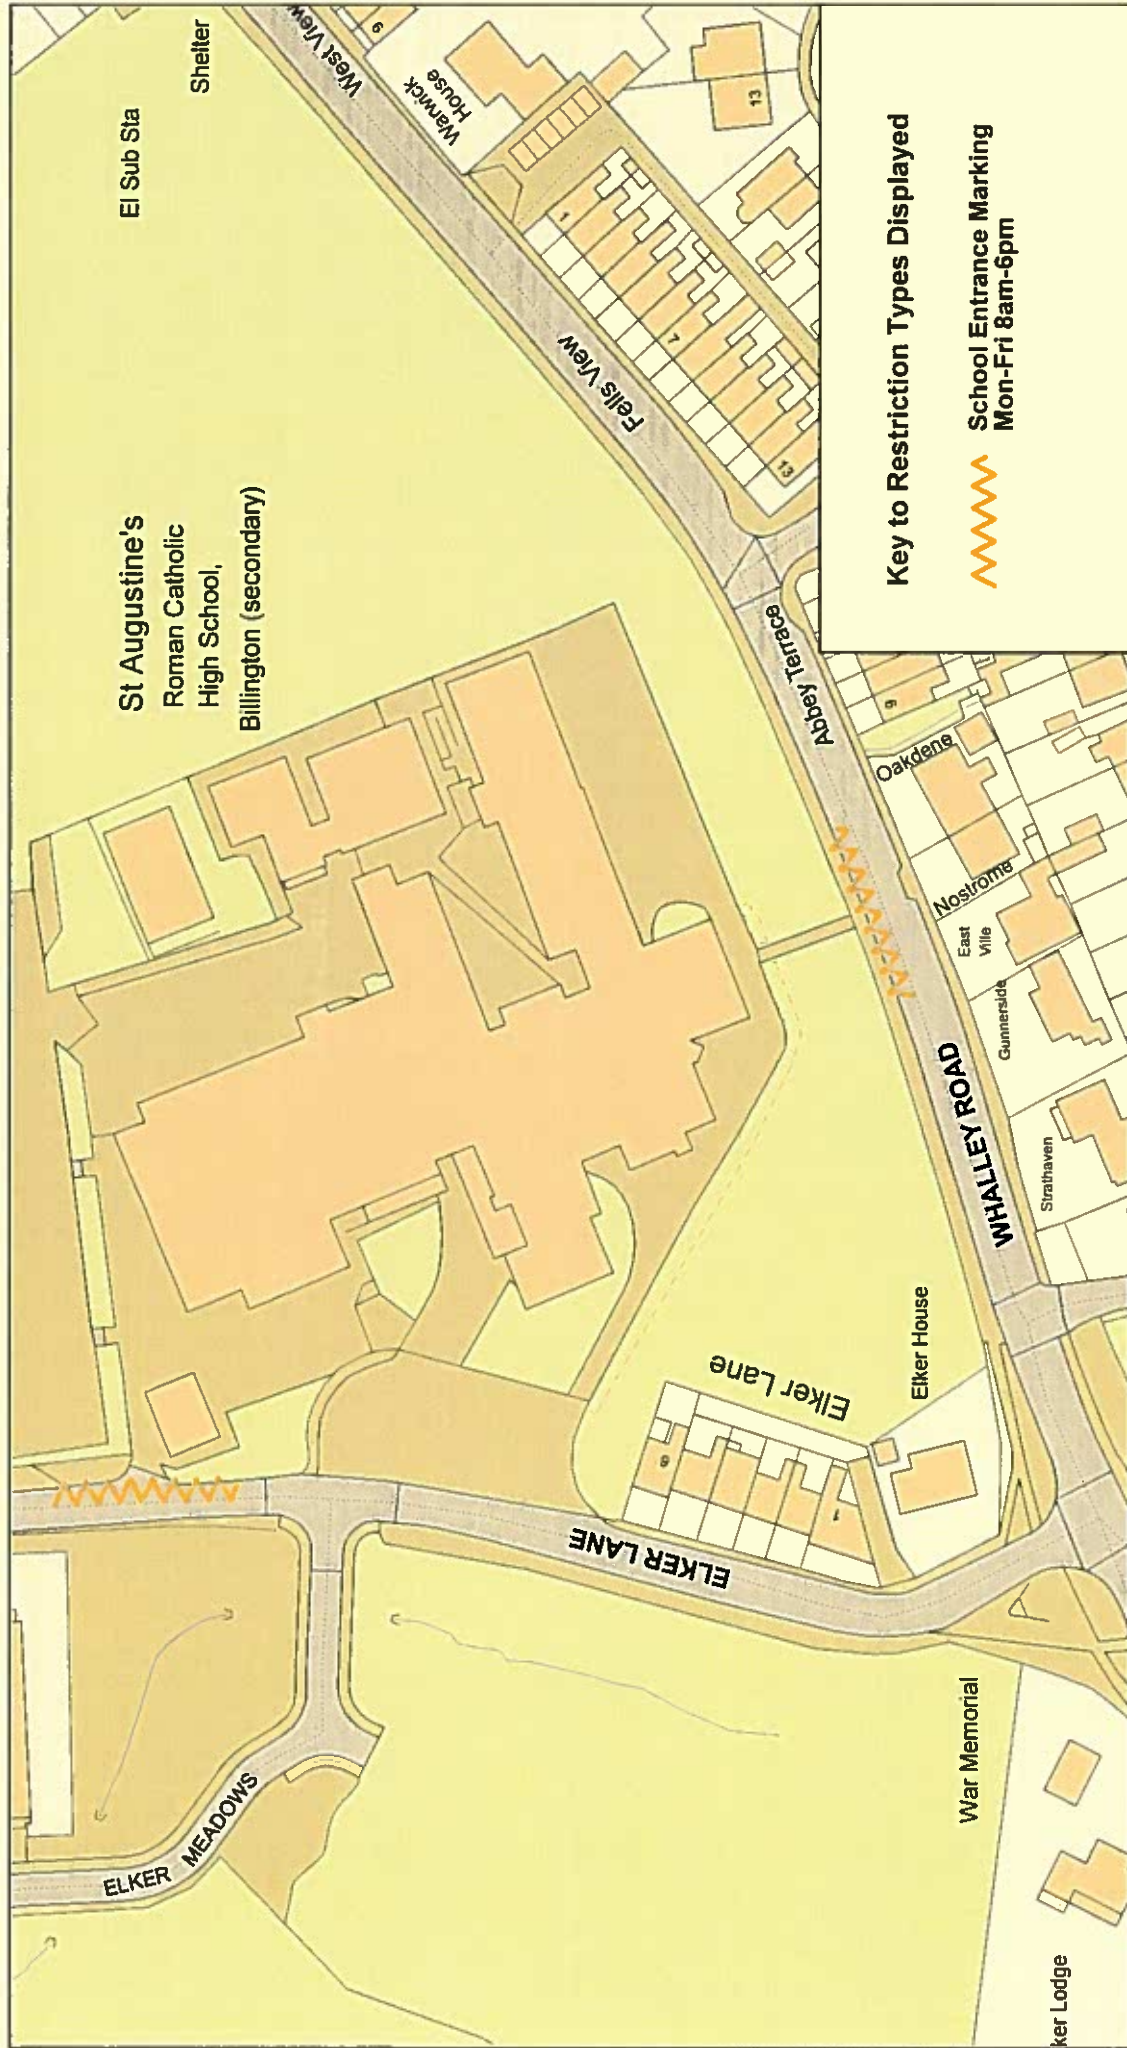 El Sub Sta
Shelter
St Augustine's
Roman Catholic
High School,
Billington (secondary)
West View
9
Warwick
House
13
1
7
13
Fells View
Abbey Terrace
9
Oakdene
Nostrome
East
Ville
Gunnerside
WHALLEY ROAD
Strathaven
Elker House
Elker Lane
9
1
ELKER LANE
ELKER MEADOWS
War Memorial
ker Lodge
Key to Restriction Types Displayed
School Entrance Marking
Mon-Fri 8am-6pm